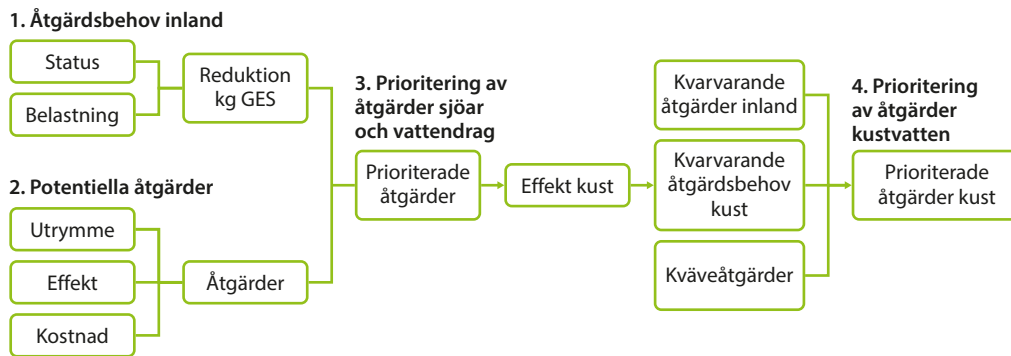 1. Åtgärdsbehov inland
Status
Belastning
Reduktion
kg GES
2. Potentiella åtgärder
Utrymme
Effekt
Kostnad
Åtgärder
3. Prioritering av
åtgärder sjöar
och vattendrag
Prioriterade
åtgärder
Effekt kust
Kvarvarande
åtgärder inland
Kvarvarande
åtgärdsbehov
kust
Kväveåtgärder
4. Prioritering
av åtgärder
kustvatten
Prioriterade
åtgärder kust